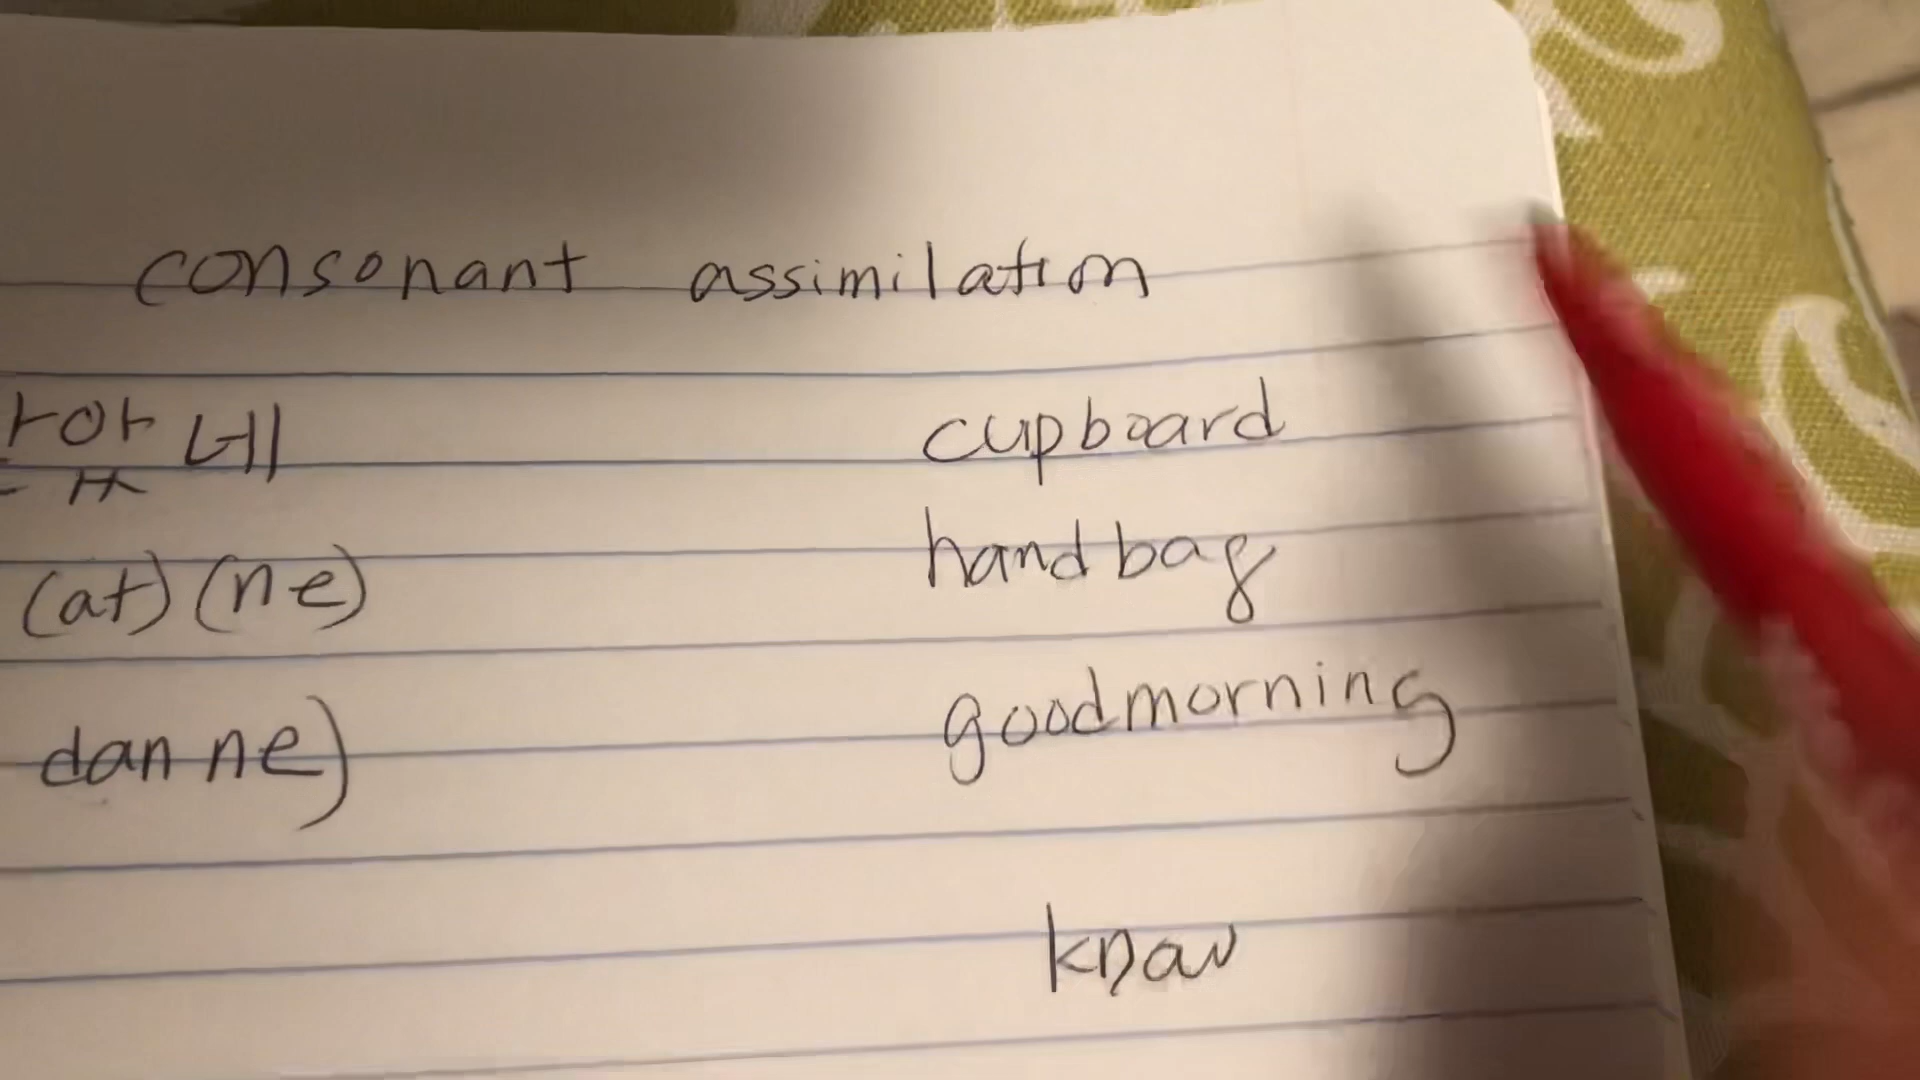 consonant assimilation
cupboard
(at) (ne)
handbag
dan ne)
goodmorning
know